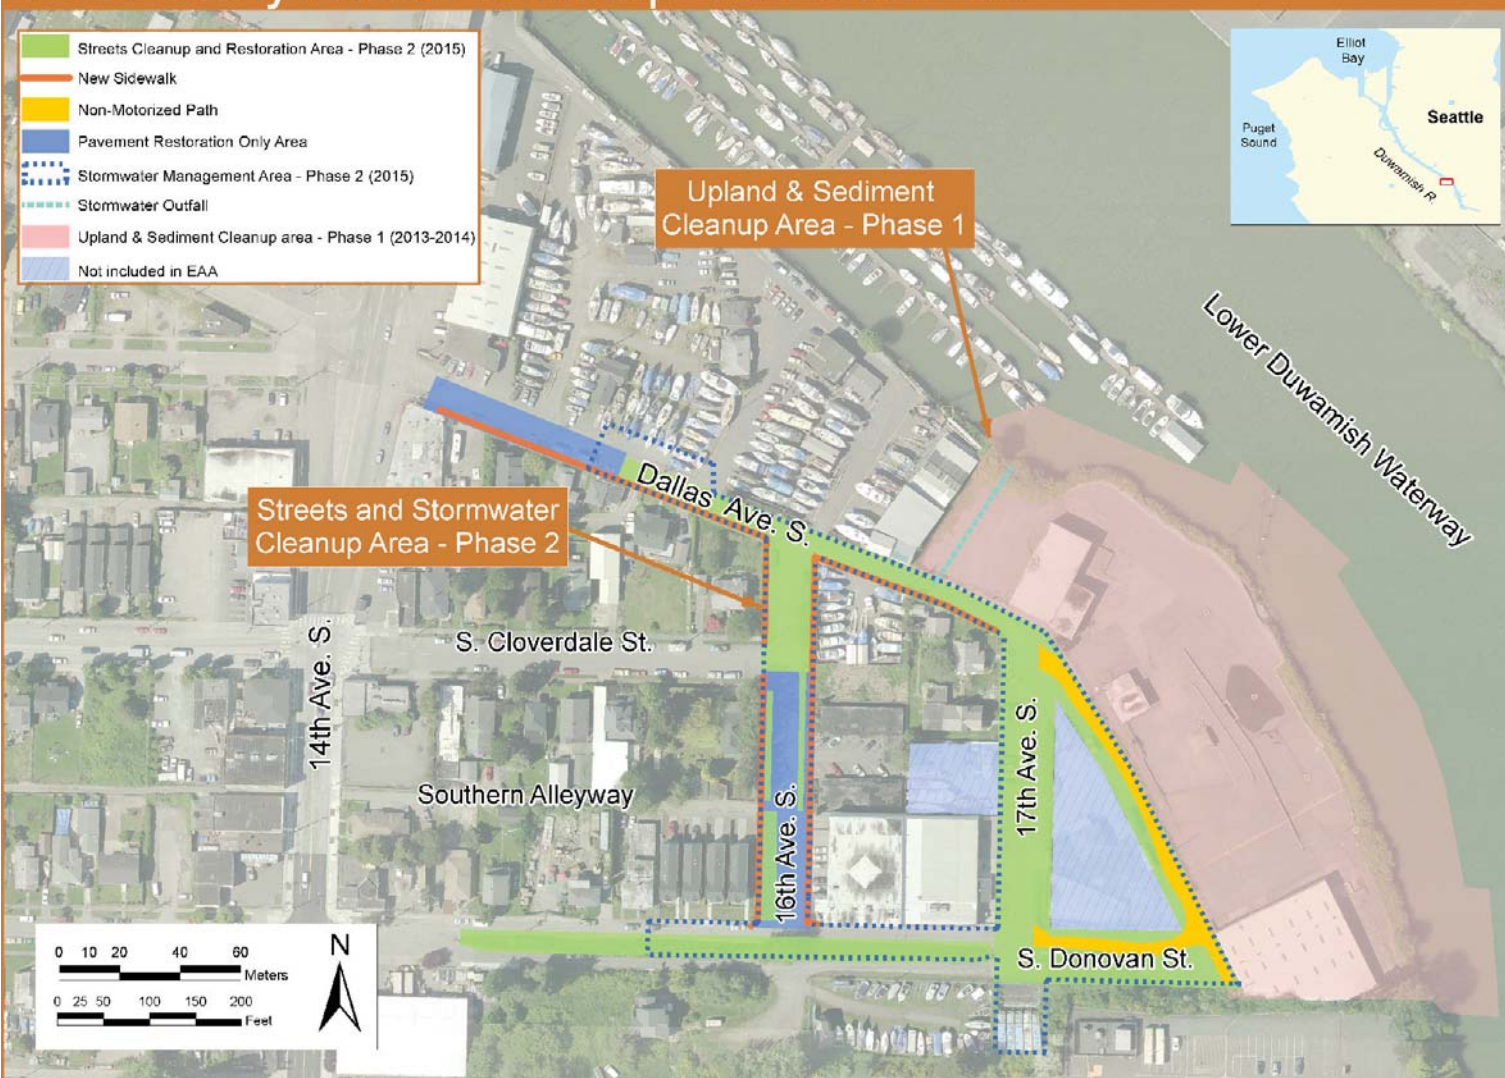 Streets Cleanup and Restoration Area - Phase 2 (2015)
New Sidewalk
Non-Motorized Path
Pavement Restoration Only Area
Stormwater Management Area - Phase 2 (2015)
Stormwater Outfall
Upland & Sediment Cleanup area - Phase 1 (2013-2014)
Not included in EAA
Elliot
Bay
Seattle
Puget
Sound
Duwamish R.
Upland & Sediment
Cleanup Area - Phase 1
Lower Duwamish Waterway
Dallas Ave. S.
Streets and Stormwater
Cleanup Area - Phase 2
S. Cloverdale St.
14th Ave. S.
17th Ave. S.
Southern Alleyway
16th Ave. S.
S. Donovan St.
0 10 20 40 60
Meters
0 25 50 100 150 200
Feet
N